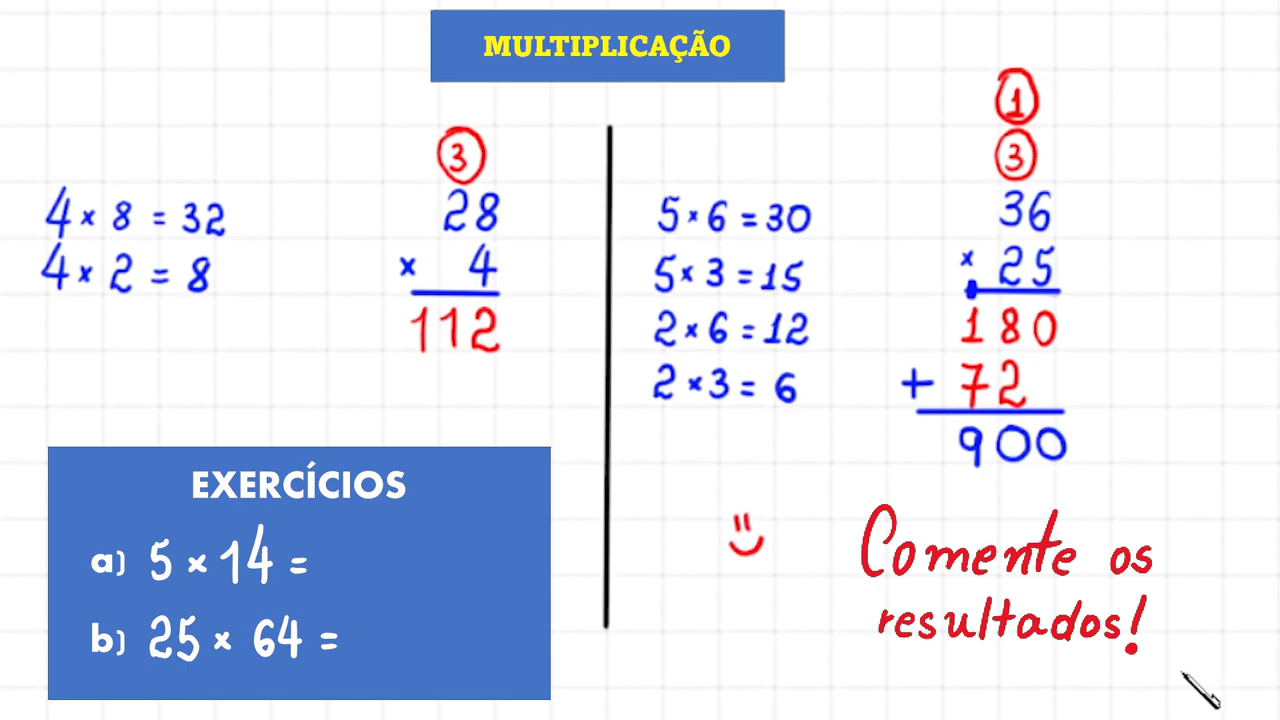 MULTIPLICAÇÃO
4 × 8 = 32
4 × 2 = 8
3
28
× 4
112
5 × 6 = 30
5 × 3 = 15
2 × 6 = 12
2 × 3 = 6
1
3
36
× 25
180
+ 72
900
EXERCÍCIOS
a) 5 × 14 =
b) 25 × 64 =
Comente os
resultados!